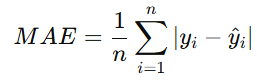 MAE = \frac{1}{n} \sum_{i=1}^{n} |y_i - \hat{y}_i|